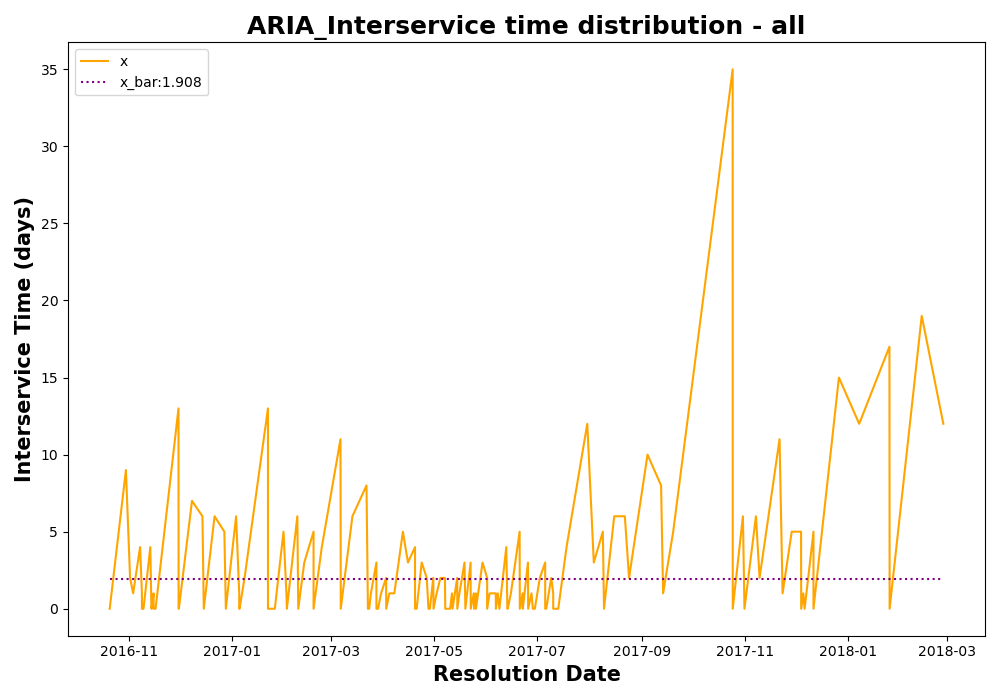 ARIA_Interservice time distribution - all
x
x_bar:1.908
Interservice Time (days)
35
30
25
20
15
10
5
0
2016-11 2017-01 2017-03 2017-05 2017-07 2017-09 2017-11 2018-01 2018-03
Resolution Date